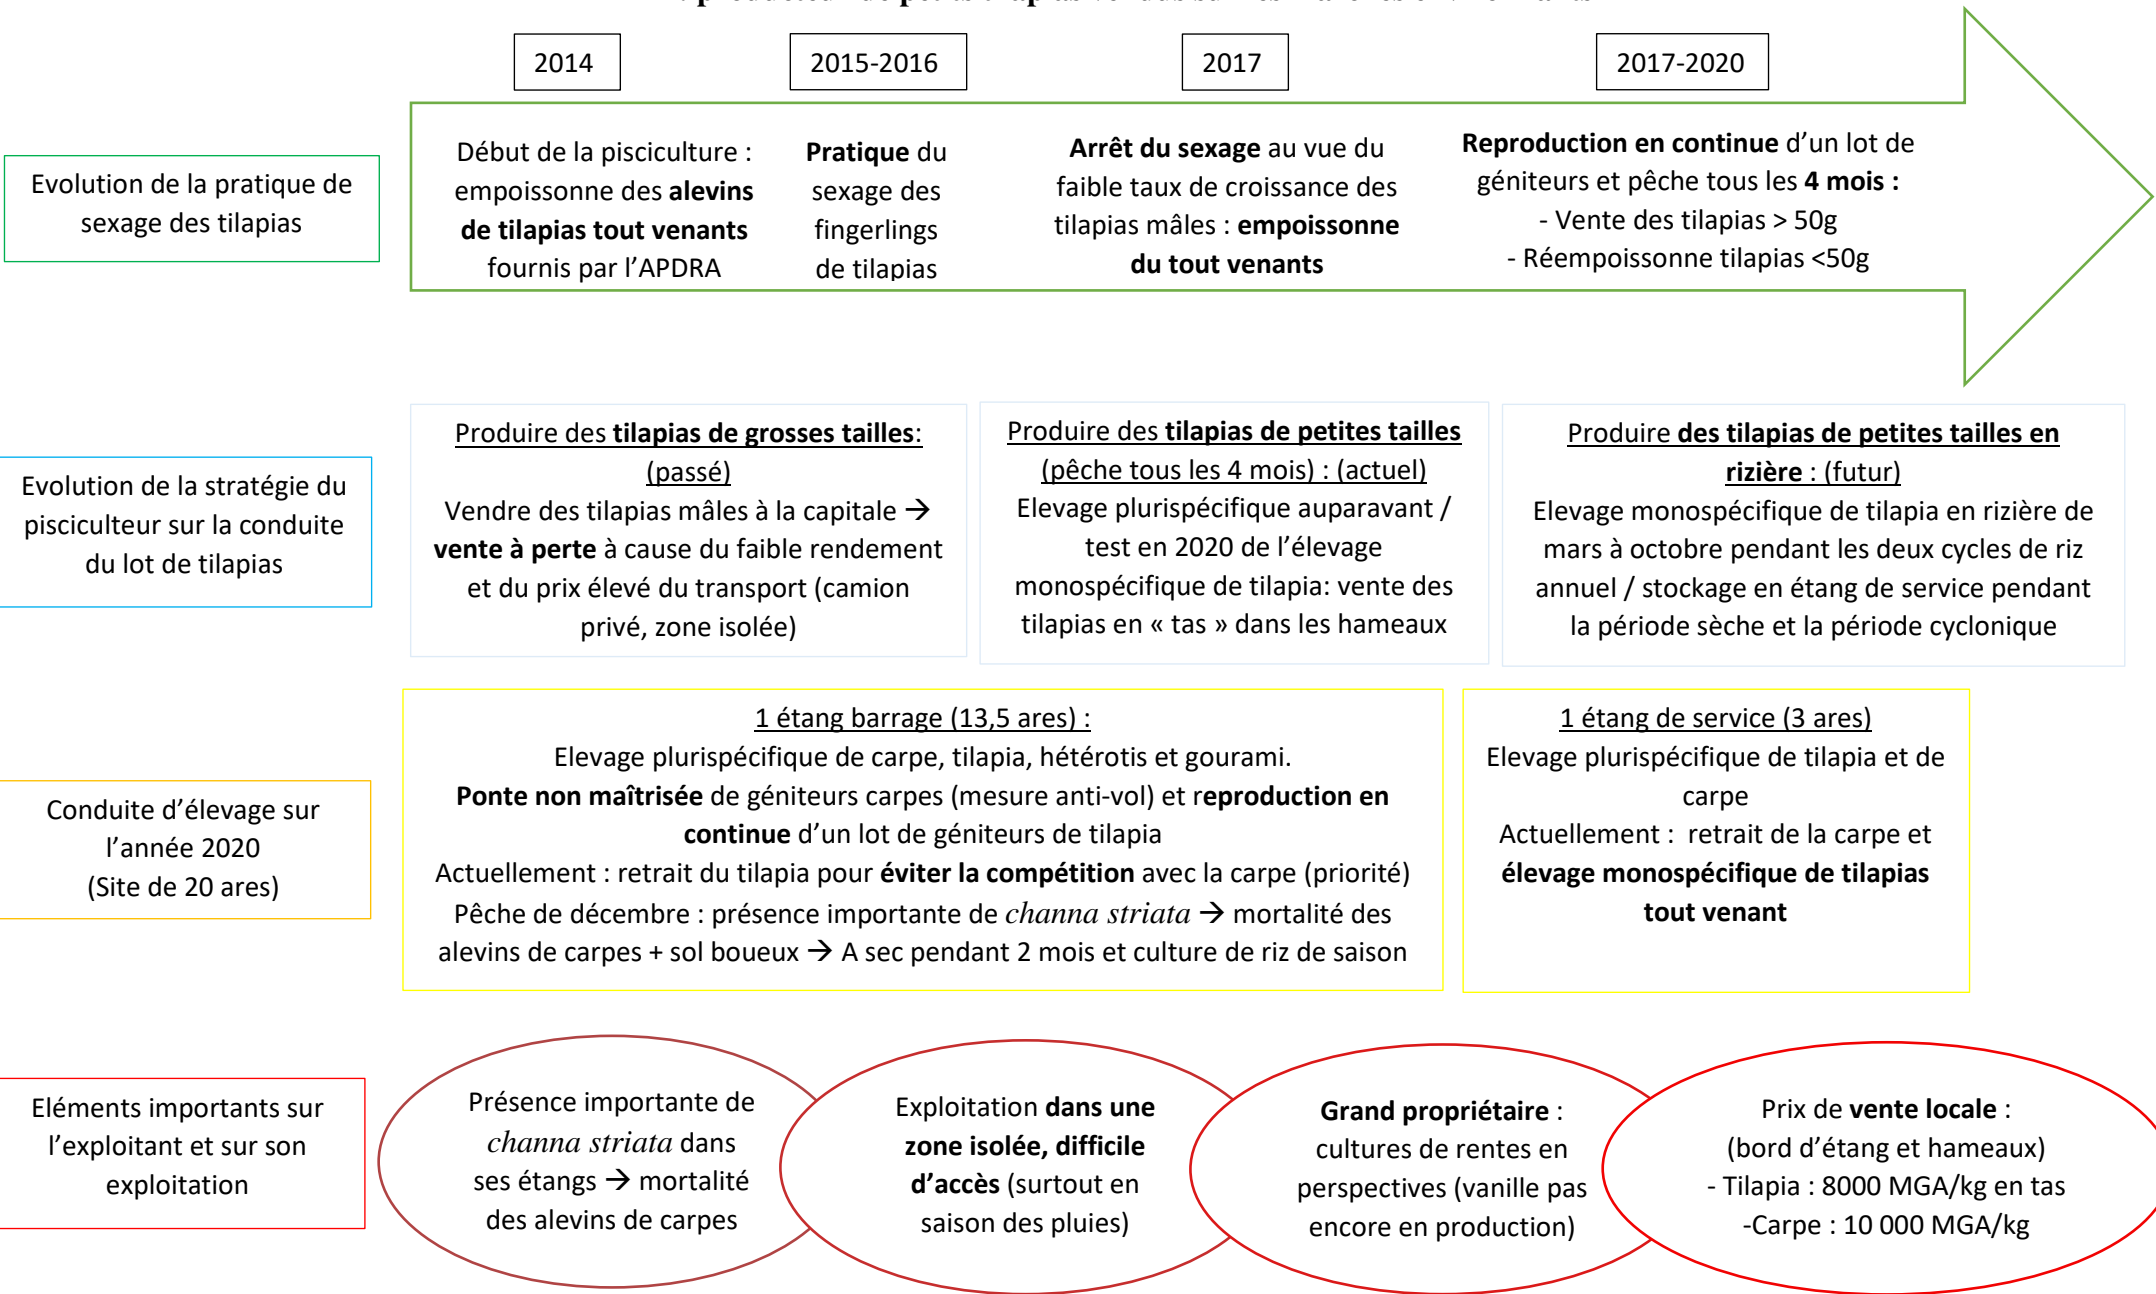 producteur de petits tilapias vendus sur les marchés environnants
2014
2015-2016
2017
2017-2020
Evolution de la pratique de
sexage des tilapias
Début de la pisciculture :
empoissonne des alevins
de tilapias tout venants
fournis par l’APDRA
Pratique du
sexage des
fingerlings
de tilapias
Arrêt du sexage au vue du
faible taux de croissance des
tilapias mâles : empoissonne
du tout venants
Reproduction en continue d’un lot de
géniteurs et pêche tous les 4 mois :
- Vente des tilapias > 50g
- Réempoissonne tilapias <50g
Evolution de la stratégie du
pisciculteur sur la conduite
du lot de tilapias
Produire des tilapias de grosses tailles:
(passé)
Vendre des tilapias mâles à la capitale →
vente à perte à cause du faible rendement
et du prix élevé du transport (camion
privé, zone isolée)
Produire des tilapias de petites tailles
(pêche tous les 4 mois) : (actuel)
Elevage plurispécifique auparavant /
test en 2020 de l’élevage
monospécifique de tilapia: vente des
tilapias en « tas » dans les hameaux
Produire des tilapias de petites tailles en
rizière : (futur)
Elevage monospécifique de tilapia en rizière de
mars à octobre pendant les deux cycles de riz
annuel / stockage en étang de service pendant
la période sèche et la période cyclonique
Conduite d’élevage sur
l’année 2020
(Site de 20 ares)
1 étang barrage (13,5 ares) :
Elevage plurispécifique de carpe, tilapia, hétérotis et gourami.
Ponte non maîtrisée de géniteurs carpes (mesure anti-vol) et reproduction en
continue d’un lot de géniteurs de tilapia
Actuellement : retrait du tilapia pour éviter la compétition avec la carpe (priorité)
Pêche de décembre : présence importante de channa striata → mortalité des
alevins de carpes + sol boueux → A sec pendant 2 mois et culture de riz de saison
1 étang de service (3 ares)
Elevage plurispécifique de tilapia et de
carpe
Actuellement : retrait de la carpe et
élevage monospécifique de tilapias
tout venant
Eléments importants sur
l’exploitant et sur son
exploitation
Présence importante de
channa striata dans
ses étangs → mortalité
des alevins de carpes
Exploitation dans une
zone isolée, difficile
d’accès (surtout en
saison des pluies)
Grand propriétaire :
cultures de rentes en
perspectives (vanille pas
encore en production)
Prix de vente locale :
(bord d’étang et hameaux)
- Tilapia : 8000 MGA/kg en tas
-Carpe : 10 000 MGA/kg